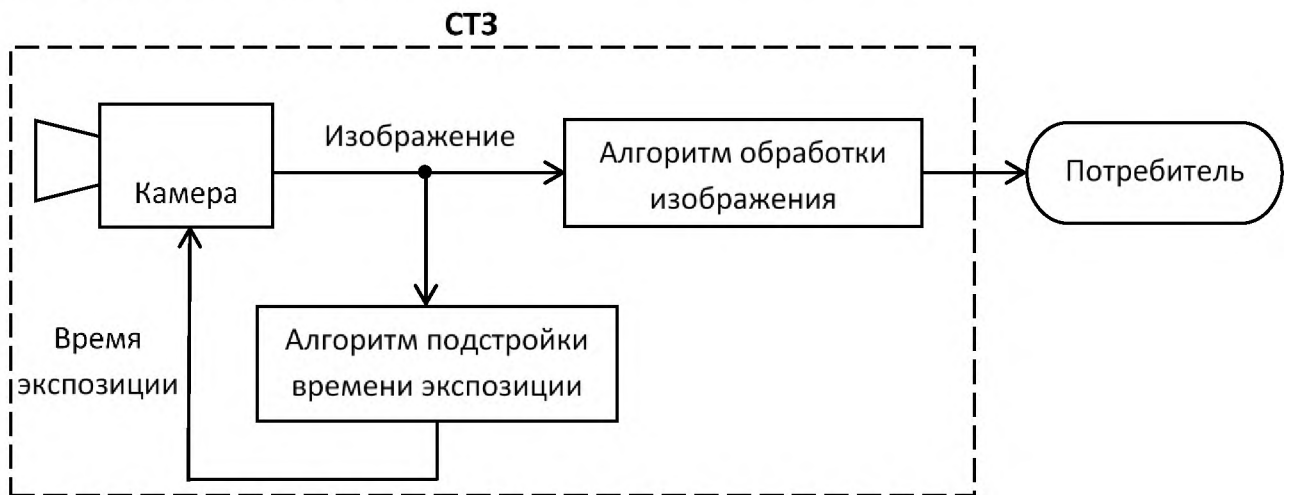 СТЗ
Изображение
Камера
Алгоритм обработки
изображения
Потребитель
Время
экспозиции
Алгоритм подстройки
времени экспозиции